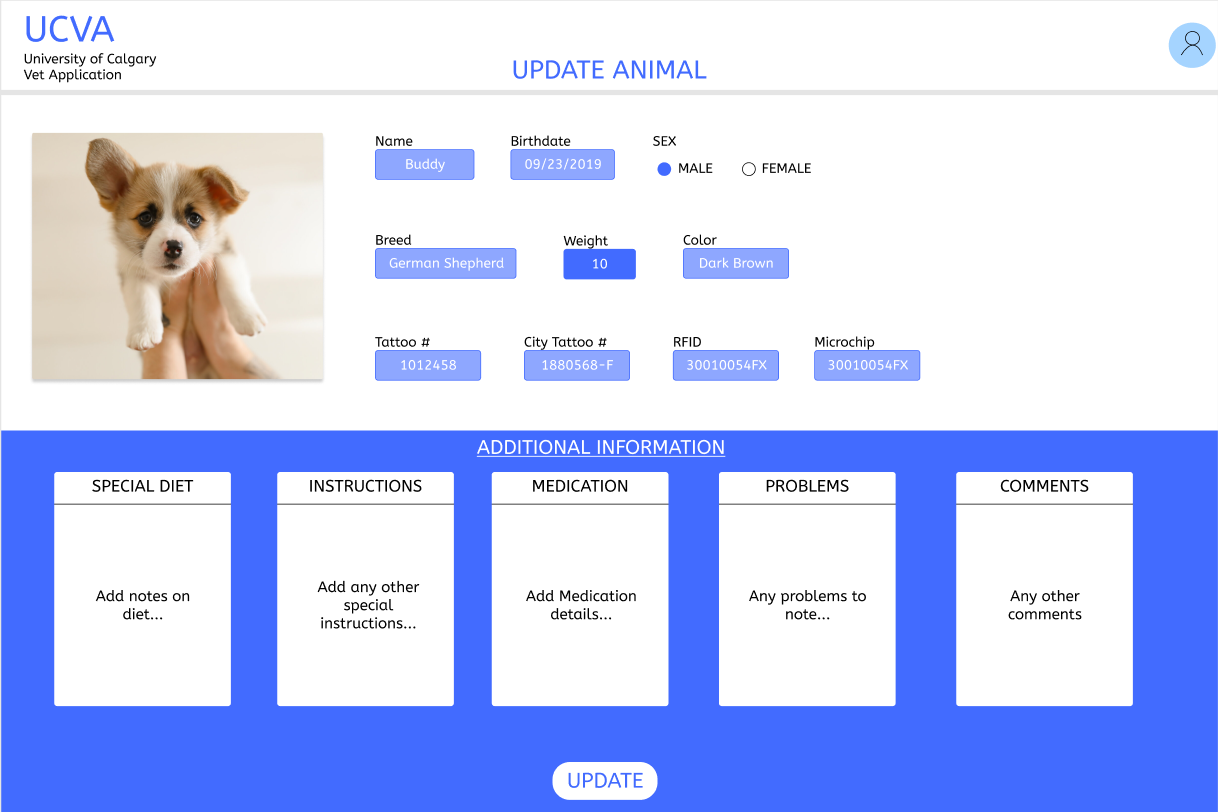 UCVA
University of Calgary
Vet Application
UPDATE ANIMAL
Name
Birthdate
SEX
Buddy
09/23/2019
MALE
FEMALE
Breed
Weight
Color
German Shepherd
10
Dark Brown
Tattoo #
City Tattoo #
RFID
Microchip
1012458
1880568-F
30010054FX
30010054FX
ADDITIONAL INFORMATION
SPECIAL DIET
INSTRUCTIONS
MEDICATION
PROBLEMS
COMMENTS
Add notes on
diet...
Add any other
special
instructions...
Add Medication
details...
Any problems to
note...
Any other
comments
UPDATE